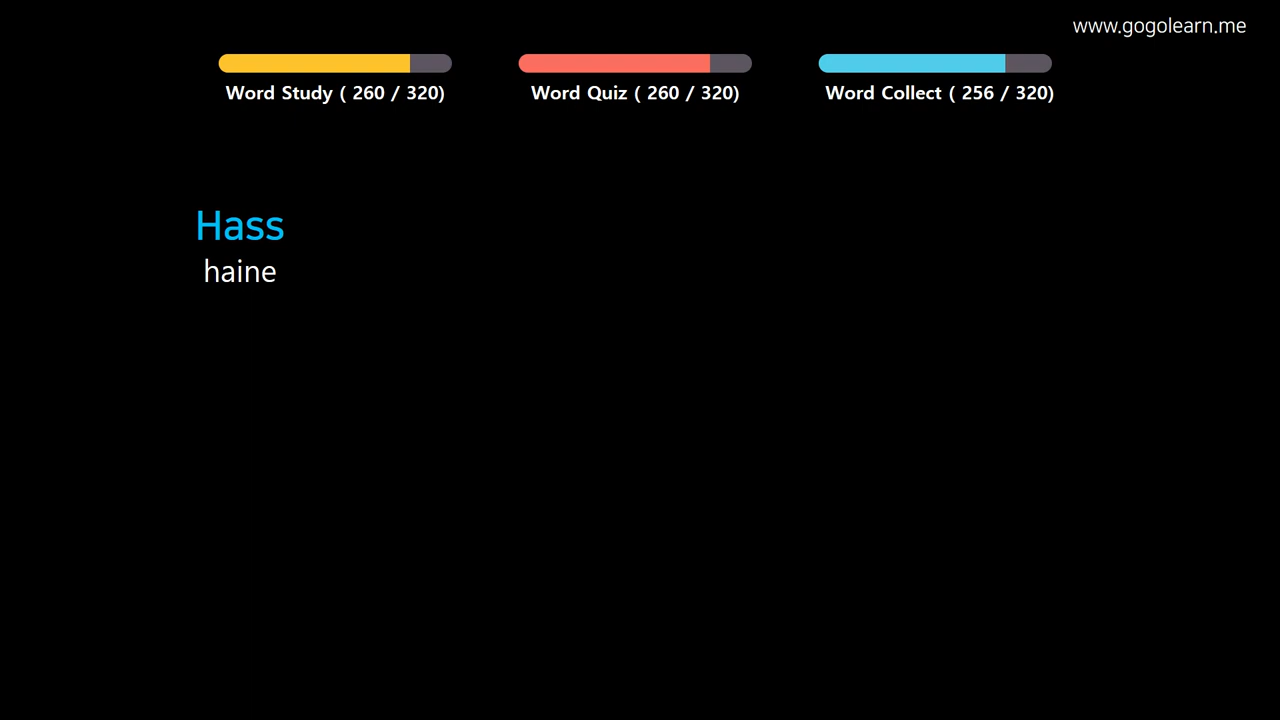 www.gogolearn.me
Word Study ( 260 / 320)
Word Quiz ( 260 / 320)
Word Collect ( 256 / 320)
Hass
haine